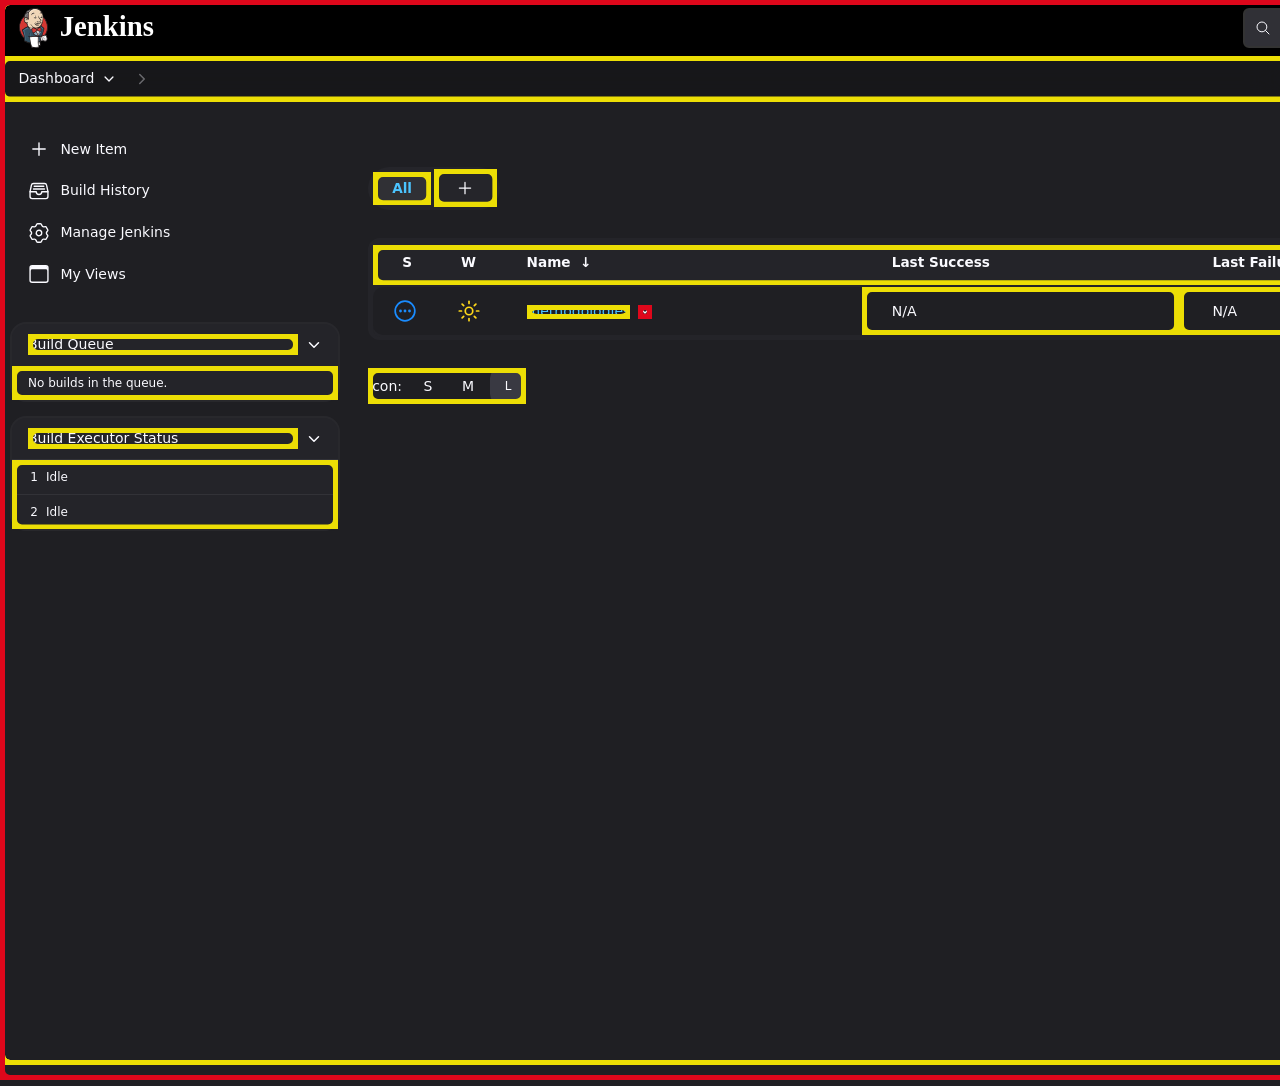 Jenkins
Dashboard
New Item
Build History
Manage Jenkins
My Views
Build Queue
No builds in the queue.
Build Executor Status
1 Idle
2 Idle
All
S W Name ↓ Last Success Last Failu
N/A N/A
con: S M L